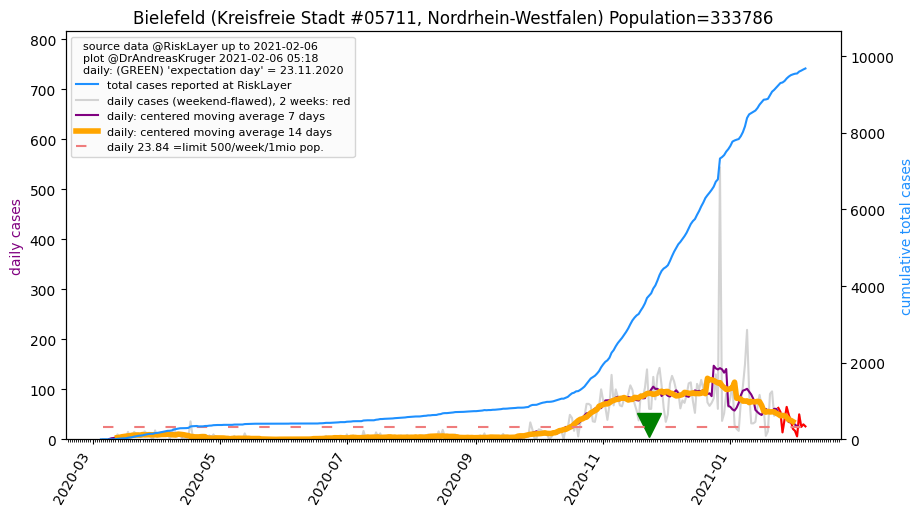 Bielefeld (Kreisfreie Stadt #05711, Nordrhein-Westfalen) Population=333786
source data @RiskLayer up to 2021-02-06
plot @DrAndreasKruger 2021-02-06 05:18
daily: (GREEN) 'expectation day' = 23.11.2020
total cases reported at RiskLayer
daily cases (weekend-flawed), 2 weeks: red
daily: centered moving average 7 days
daily: centered moving average 14 days
daily 23.84 =limit 500/week/1mio pop.
daily cases
800
700
600
500
400
300
200
100
0
cumulative total cases
10000
8000
6000
4000
2000
0
2020-03
2020-05
2020-07
2020-09
2020-11
2021-01